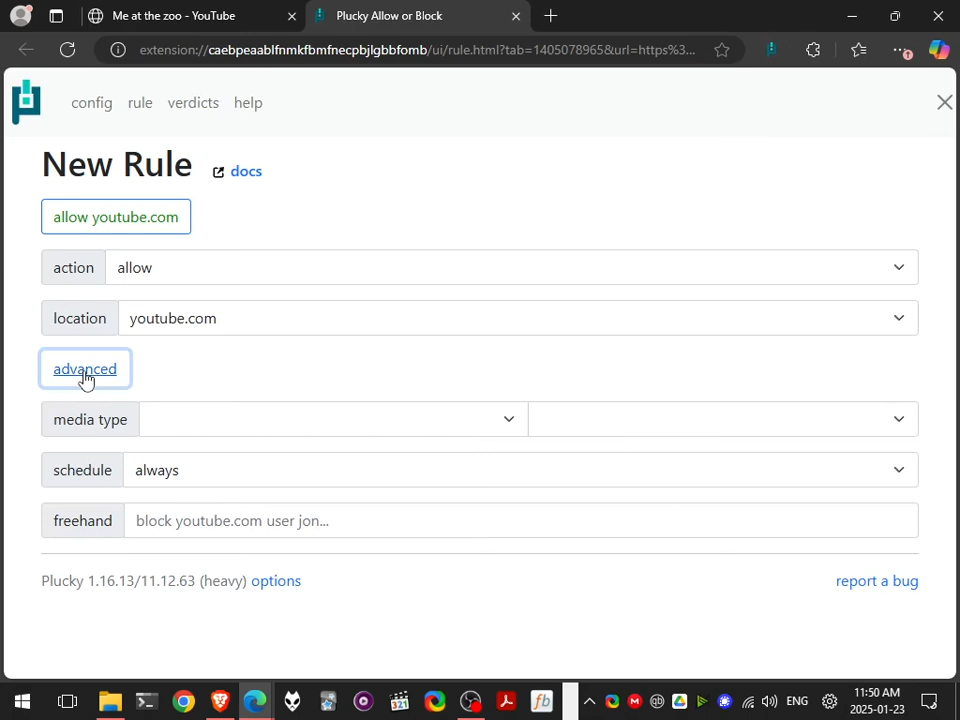 Me at the zoo - YouTube
Plucky Allow or Block
extension://caebpeaablfnmkfbmfnecpbjlgbbfomb/ui/rule.html?tab=1405078965&url=https%3...
config rule verdicts help
New Rule docs
allow youtube.com
action allow
location youtube.com
advanced
media type
schedule always
freehand block youtube.com user jon...
Plucky 1.16.13/11.12.63 (heavy) options report a bug
321 fb ENG 11:50 AM
2025-01-23